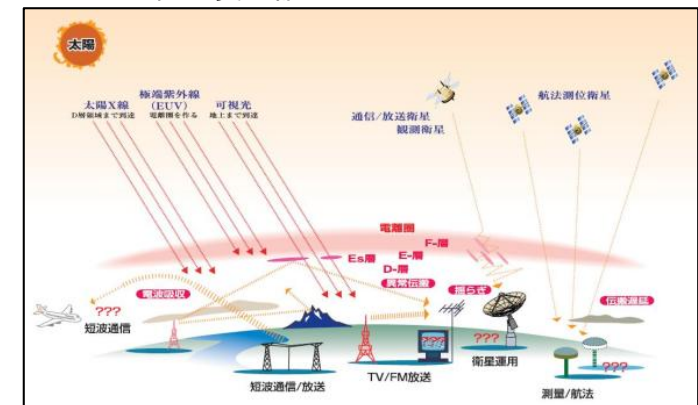 太陽
太陽X線
D層領域まで到達
極端紫外線
(EUV)
電離圏を作る
可視光
地上まで到達
通信/放送衛星
観測衛星
航法測位衛星
電離圏
F-層
E-層
Es層
D-層
異常伝搬
揺らぎ
電波吸収
伝搬遅延
???
短波通信
???
???
衛星運用
???
TV/FM放送
短波通信/放送
測量/航法